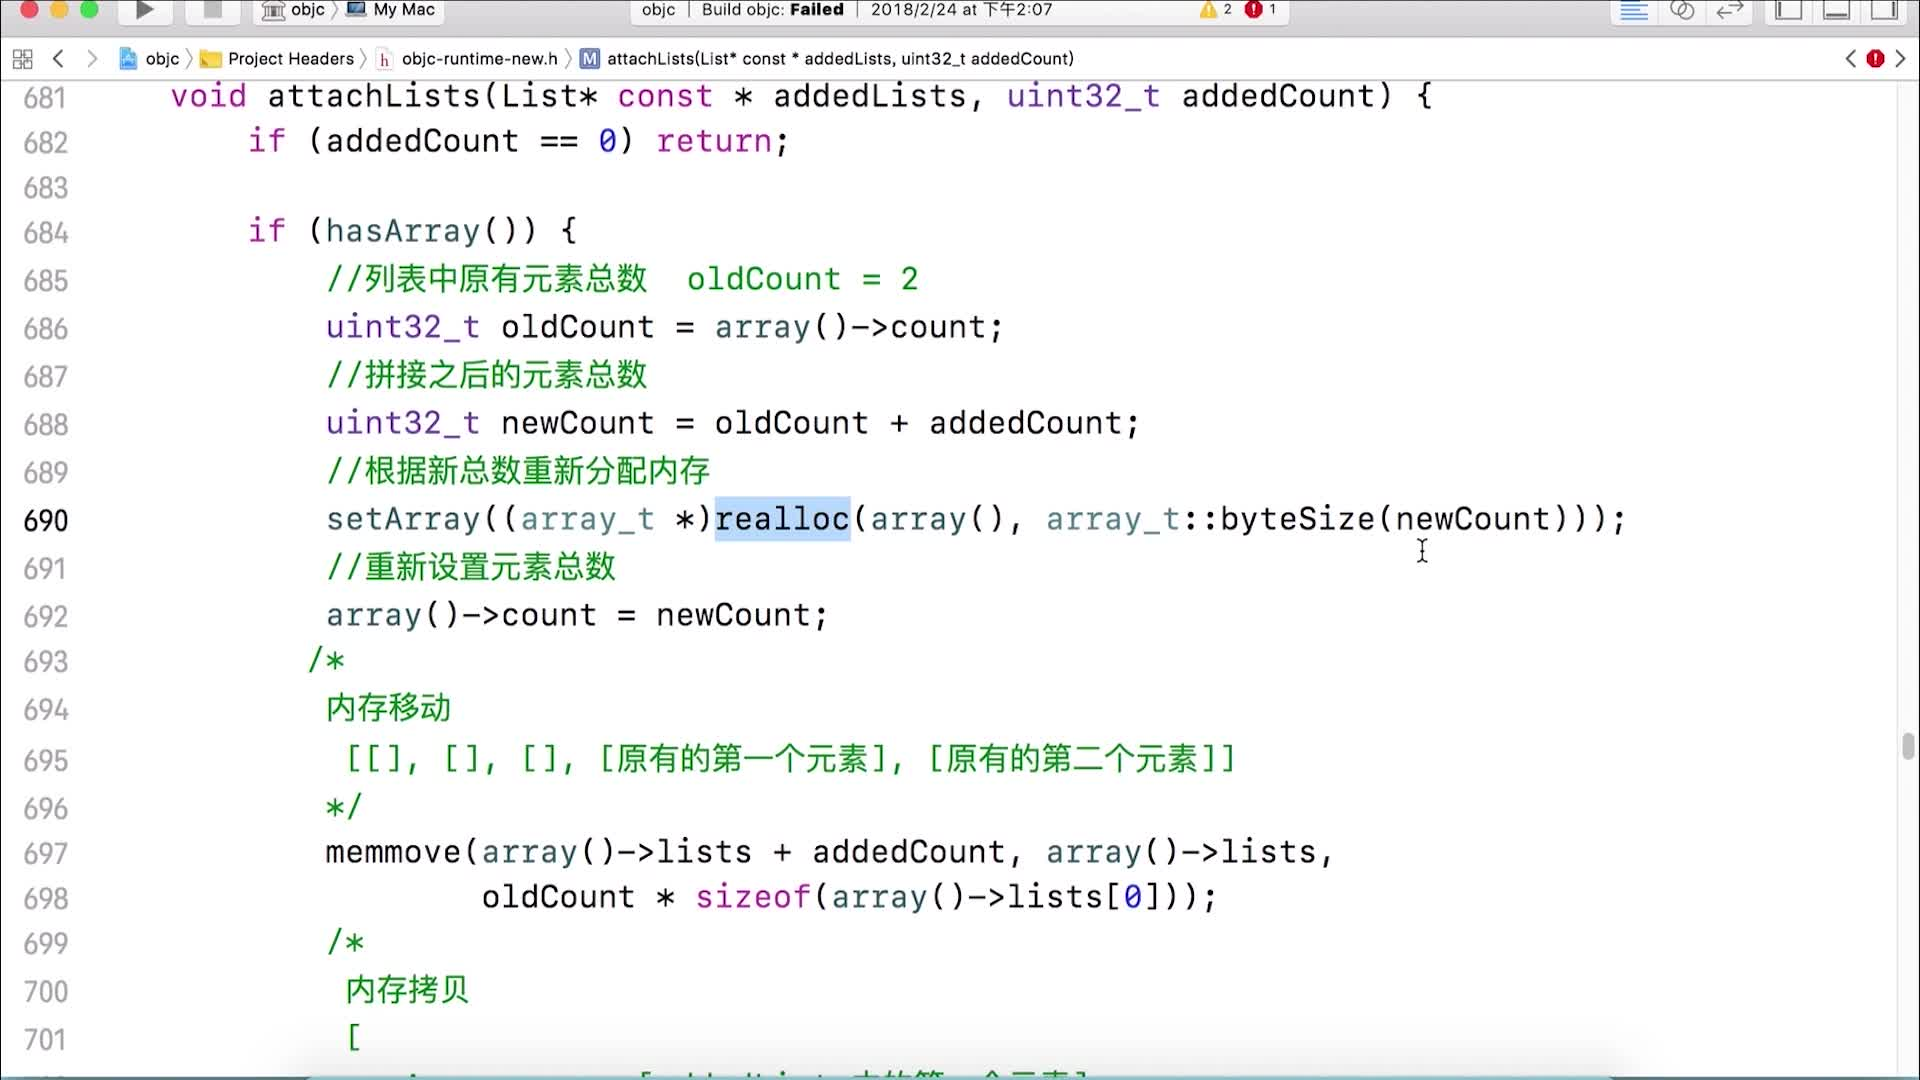 objc 〉 My Mac
objc | Build objc: Failed | 2018/2/24 at 下午2:07
2
1
objc 〉 Project Headers 〉 h objc-runtime-new.h 〉 M attachLists(List* const * addedLists, uint32_t addedCount)
681 void attachLists(List* const * addedLists, uint32_t addedCount) {
682 if (addedCount == 0) return;
683
684 if (hasArray()) {
685 //列表中原有元素总数 oldCount = 2
686 uint32_t oldCount = array()->count;
687 //拼接之后的元素总数
688 uint32_t newCount = oldCount + addedCount;
689 //根据新总数重新分配内存
690 setArray((array_t *)realloc(array(), array_t::byteSize(newCount)));
691 //重新设置元素总数
692 array()->count = newCount;
693 /*
694 内存移动
695 [[], [], [], [原有的第一个元素], [原有的第二个元素]]
696 */
697 memmove(array()->lists + addedCount, array()->lists,
698 oldCount * sizeof(array()->lists[0]));
699 /*
700 内存拷贝
701 [